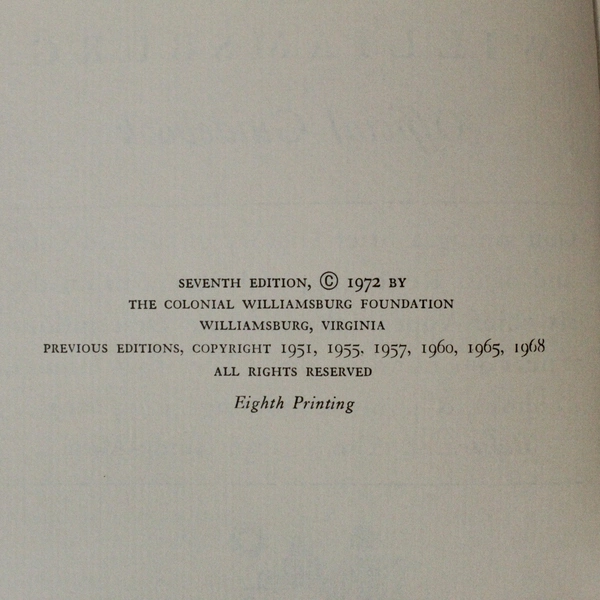 SEVENTH EDITION, © 1972 BY
THE COLONIAL WILLIAMSBURG FOUNDATION
WILLIAMSBURG, VIRGINIA
PREVIOUS EDITIONS, COPYRIGHT 1951, 1955, 1957, 1960, 1965, 1968
ALL RIGHTS RESERVED
Eighth Printing